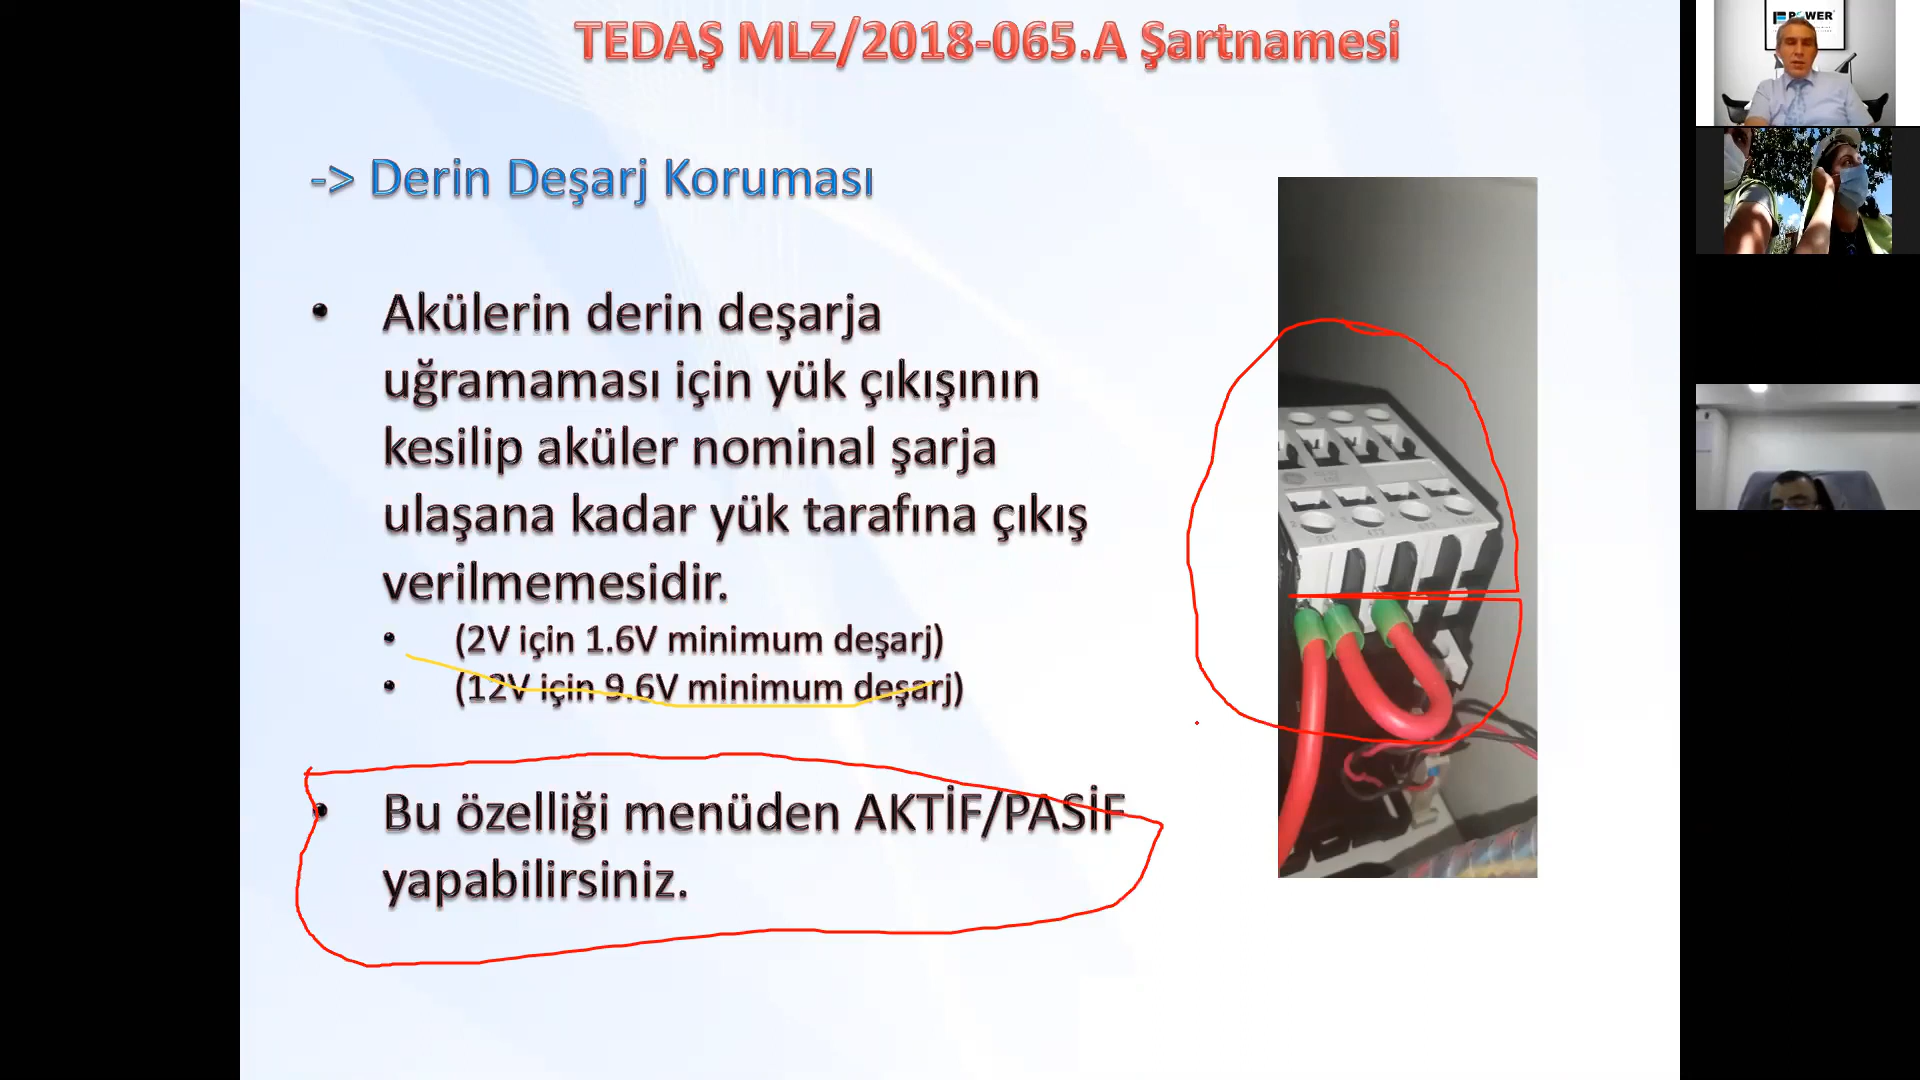 TEDAŞ MLZ/2018-065.A Şartnamesi
-> Derin Deşarj Koruması
• Akülerin derin deşarja
uğramaması için yük çıkışının
kesilip aküler nominal şarja
ulaşana kadar yük tarafına çıkış
verilmemesidir.
• (2V için 1.6V minimum deşarj)
• (12V için 9.6V minimum deşarj)
• Bu özelliği menüden AKTİF/PASİF
yapabilirsiniz.